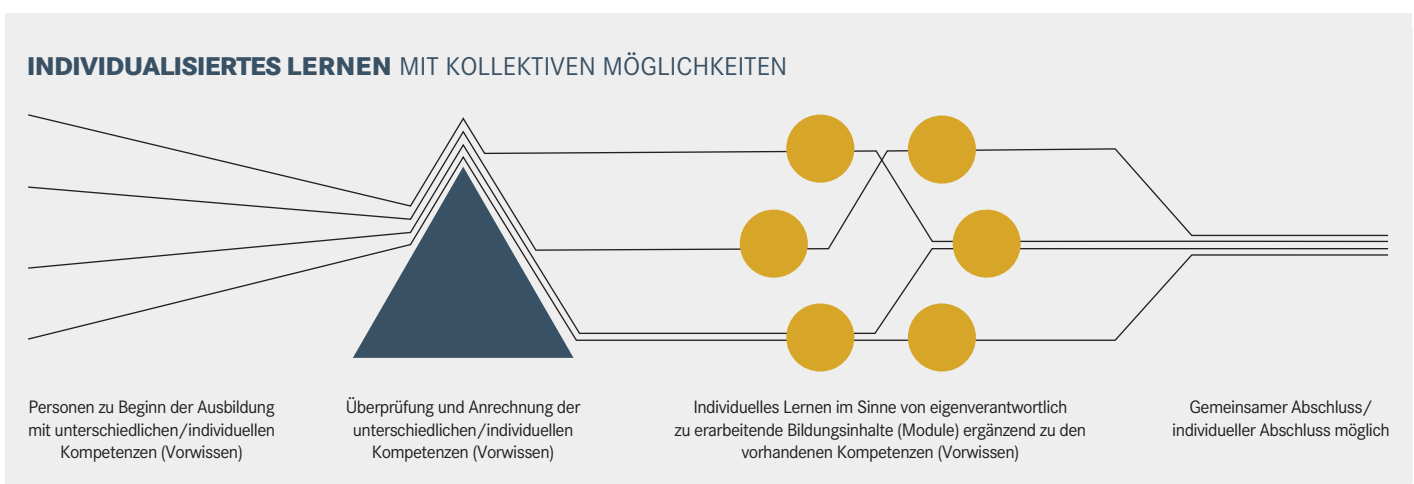 INDIVIDUALISIERTES LERNEN MIT KOLLEKTIVEN MÖGLICHKEITEN
Personen zu Beginn der Ausbildung
mit unterschiedlichen/individuellen
Kompetenzen (Vorwissen)
Überprüfung und Anrechnung der
unterschiedlichen/individuellen
Kompetenzen (Vorwissen)
Individuelles Lernen im Sinne von eigenverantwortlich
zu erarbeitende Bildungsinhalte (Module) ergänzend zu den
vorhandenen Kompetenzen (Vorwissen)
Gemeinsamer Abschluss/
individueller Abschluss möglich